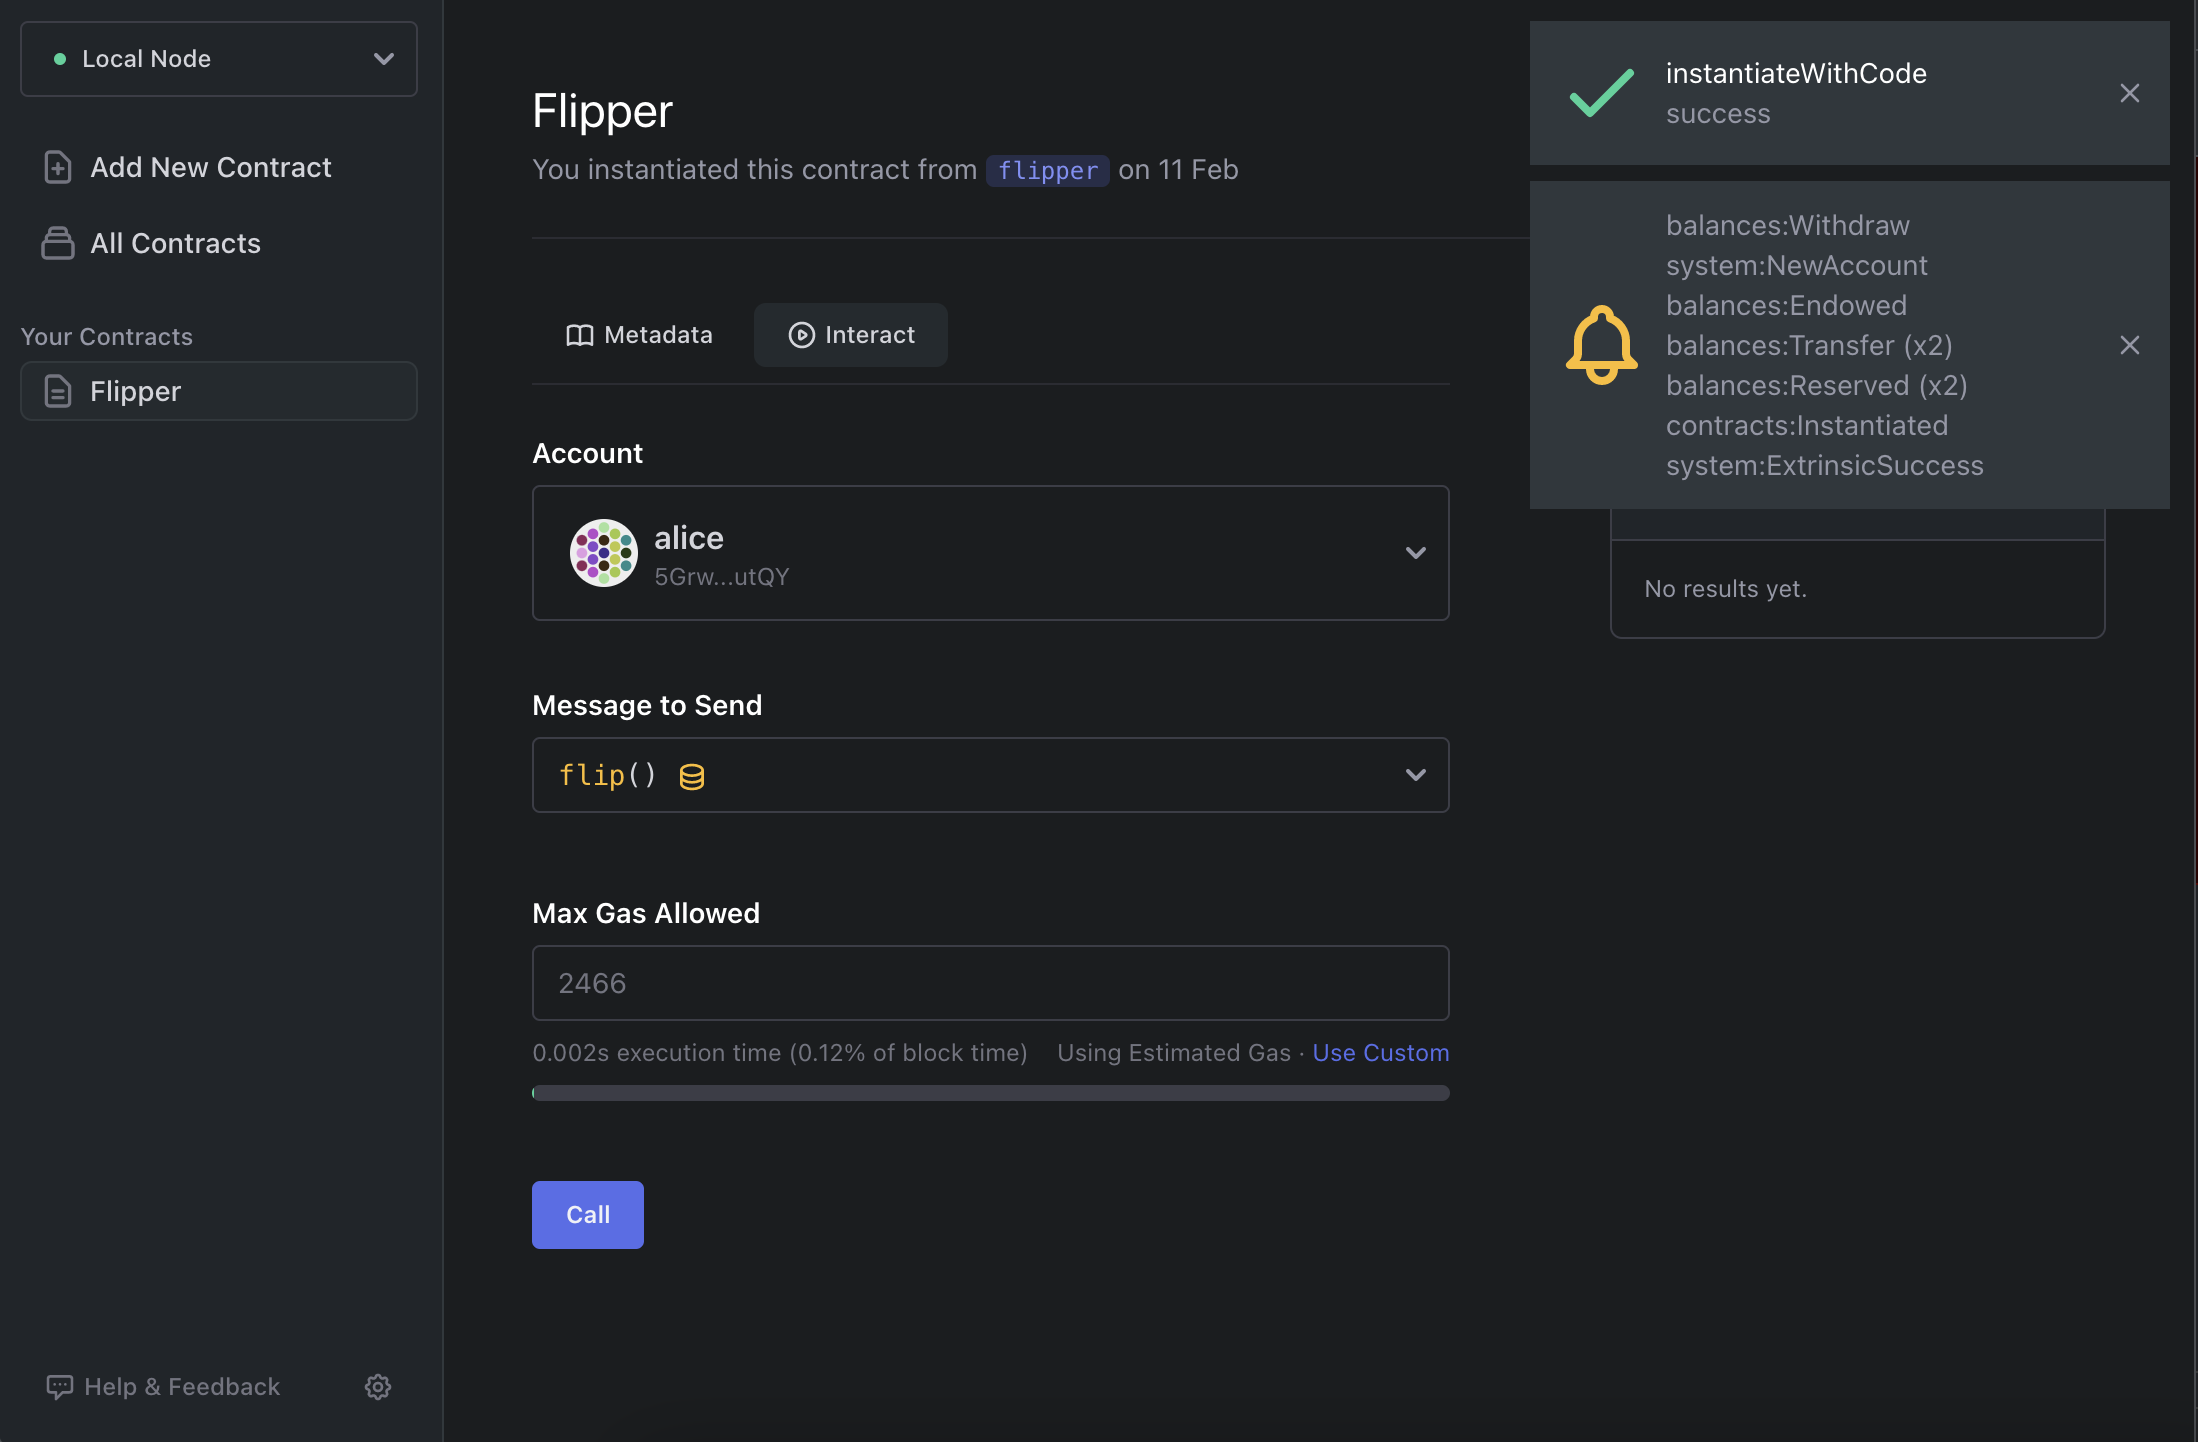 Local Node
Add New Contract
All Contracts
Your Contracts
Flipper
Help & Feedback
Flipper
You instantiated this contract from flipper on 11 Feb
Metadata
Interact
Account
alice
5Grw...utQY
Message to Send
flip()
Max Gas Allowed
2466
0.002s execution time (0.12% of block time)
Using Estimated Gas · Use Custom
Call
instantiateWithCode
success
balances:Withdraw
system:NewAccount
balances:Endowed
balances:Transfer (x2)
balances:Reserved (x2)
contracts:Instantiated
system:ExtrinsicSuccess
No results yet.